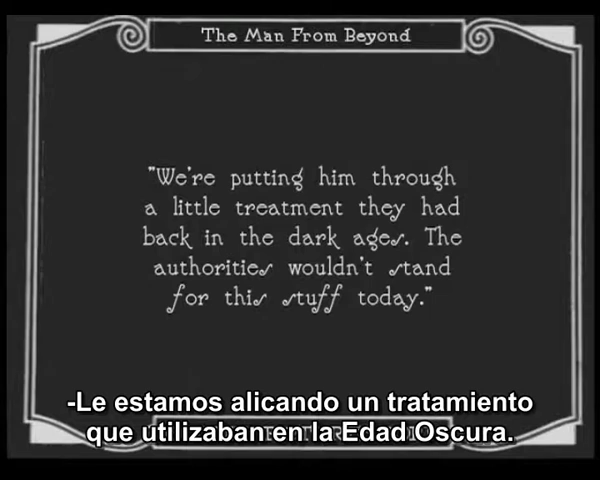 The Man From Beyond
"We're putting him through
a little treatment they had
back in the dark ages. The
authorities wouldn't stand
for this stuff today."
-Le estamos alicando un tratamiento
que utilizaban en la Edad Oscura.